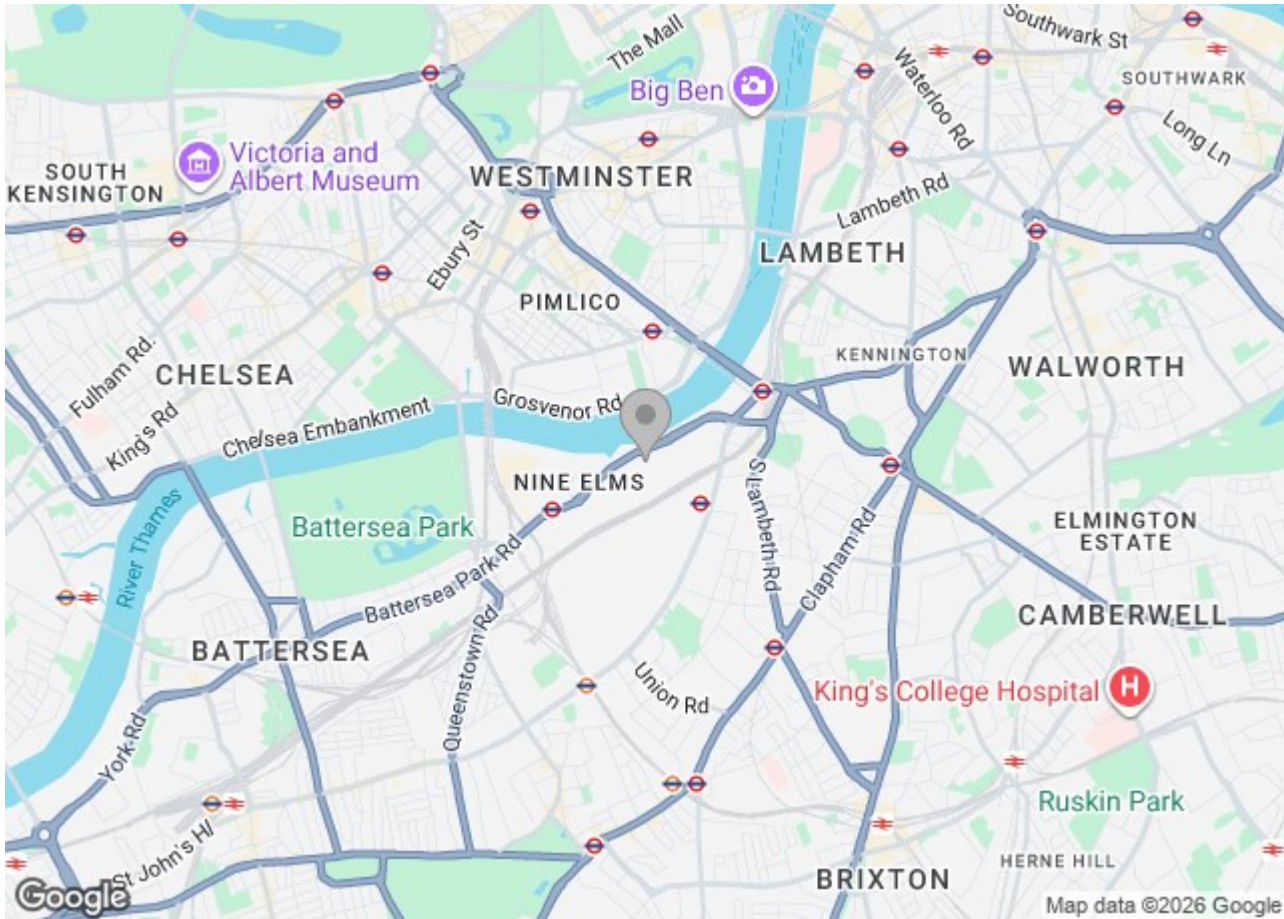 Southwark St
The Mall
Big Ben
Waterloo Rd
SOUTHWARK
Long Ln
SOUTH
KENSINGTON
Victoria and
Albert Museum
WESTMINSTER
Lambeth Rd
Ebury St
LAMBETH
PIMLICO
KENNINGTON
Fulham Rd.
CHELSEA
WALWORTH
King's Rd
Chelsea Embankment
Grosvenor Rd
NINE ELMS
S Lambeth Rd
Clapham Rd
Battersea Park
ELMINGTON
ESTATE
River Thames
Battersea Park Rd
CAMBERWELL
BATTERSEA
Queenstown Rd
Union Rd
King's College Hospital
H
York Rd
Ruskin Park
St John's Hl
HERNE HILL
BRIXTON
Google
Map data ©2026 Google